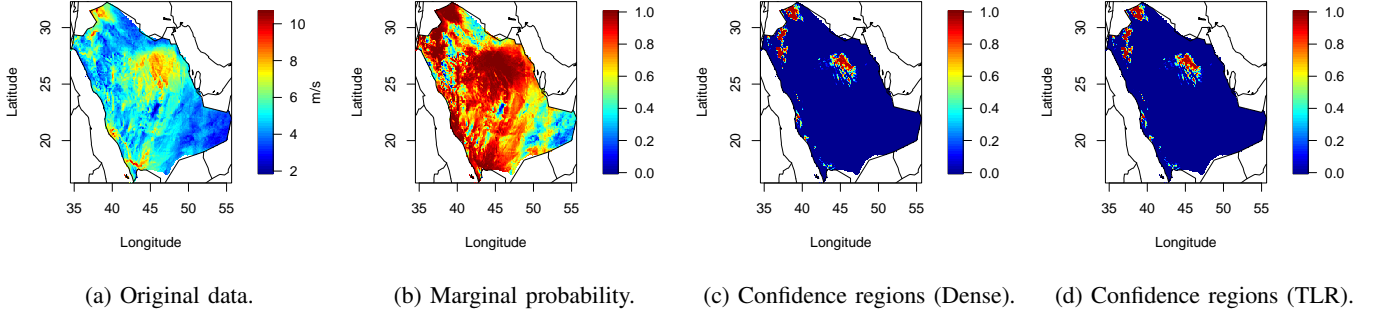 30
25
20
Latitude
35 40 45 50 55
Longitude
10
8
6
4
2
m/s
30
25
20
Latitude
35 40 45 50 55
Longitude
1.0
0.8
0.6
0.4
0.2
0.0
30
25
20
Latitude
35 40 45 50 55
Longitude
1.0
0.8
0.6
0.4
0.2
0.0
30
25
20
Latitude
35 40 45 50 55
Longitude
1.0
0.8
0.6
0.4
0.2
0.0
(a) Original data.
(b) Marginal probability.
(c) Confidence regions (Dense).
(d) Confidence regions (TLR).